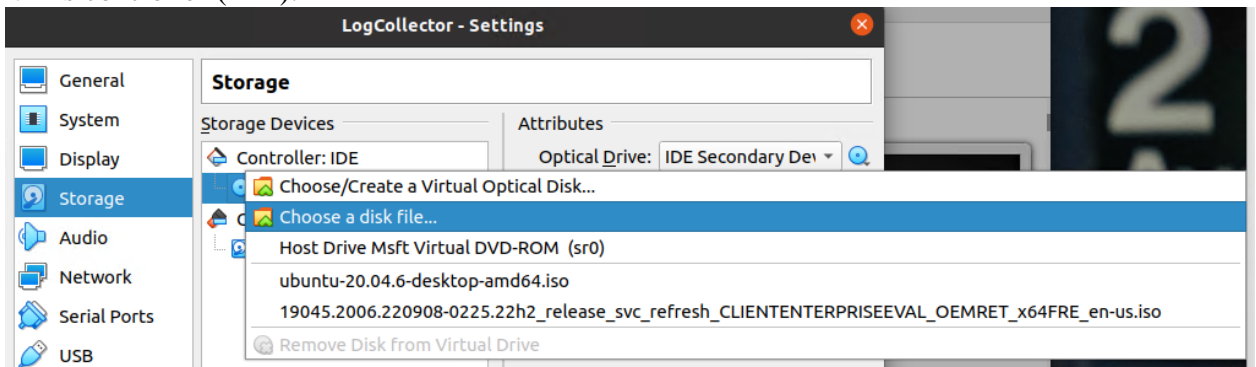 LogCollector - Settings
General
Storage
System
Storage Devices
Attributes
Display
Controller: IDE
Optical Drive:
IDE Secondary
Storage
Choose/Create a Virtual Optical Disk...
Choose a disk file...
Audio
Host Drive Msft Virtual DVD-ROM (sr0)
Network
ubuntu-20.04.6-desktop-amd64.iso
Serial Ports
19045.2006.220908-0225.22h2_release_svc_refresh_CLIENTENTERPRISEEVAL_OEMRET_x64FRE_en-us.iso
USB
Remove Disk from Virtual Drive
2